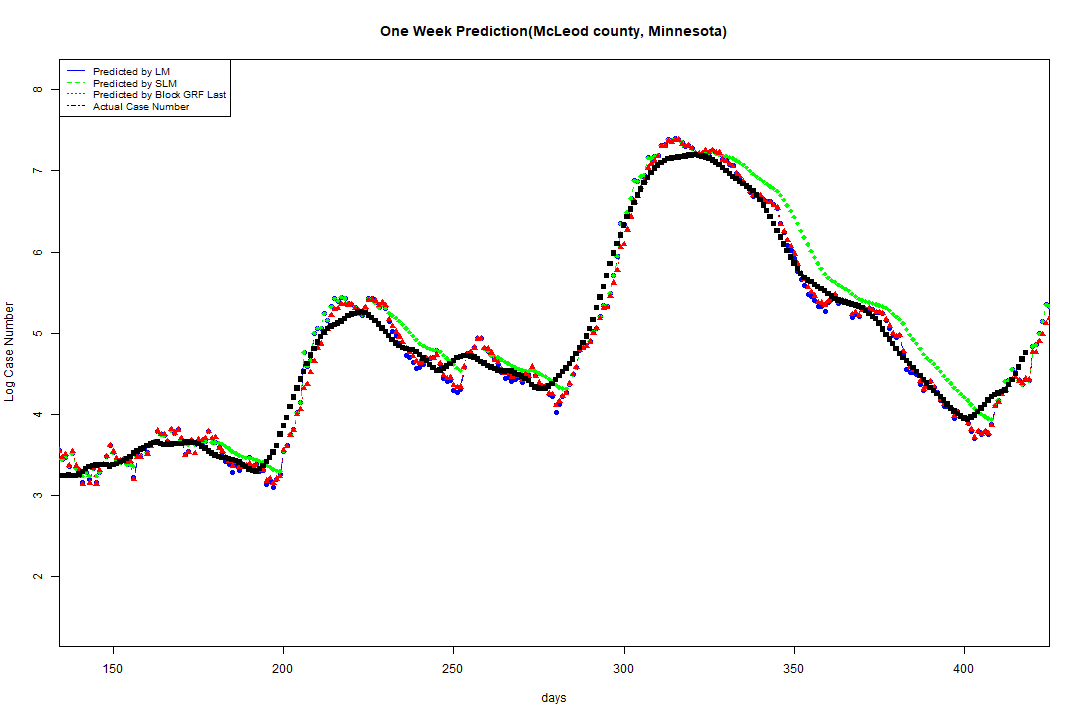 One Week Prediction(McLeod county, Minnesota)
Predicted by LM
Predicted by SLM
Predicted by Block GRF Last
Actual Case Number
8
7
6
5
4
3
2
Log Case Number
150 200 250 300 350 400
days